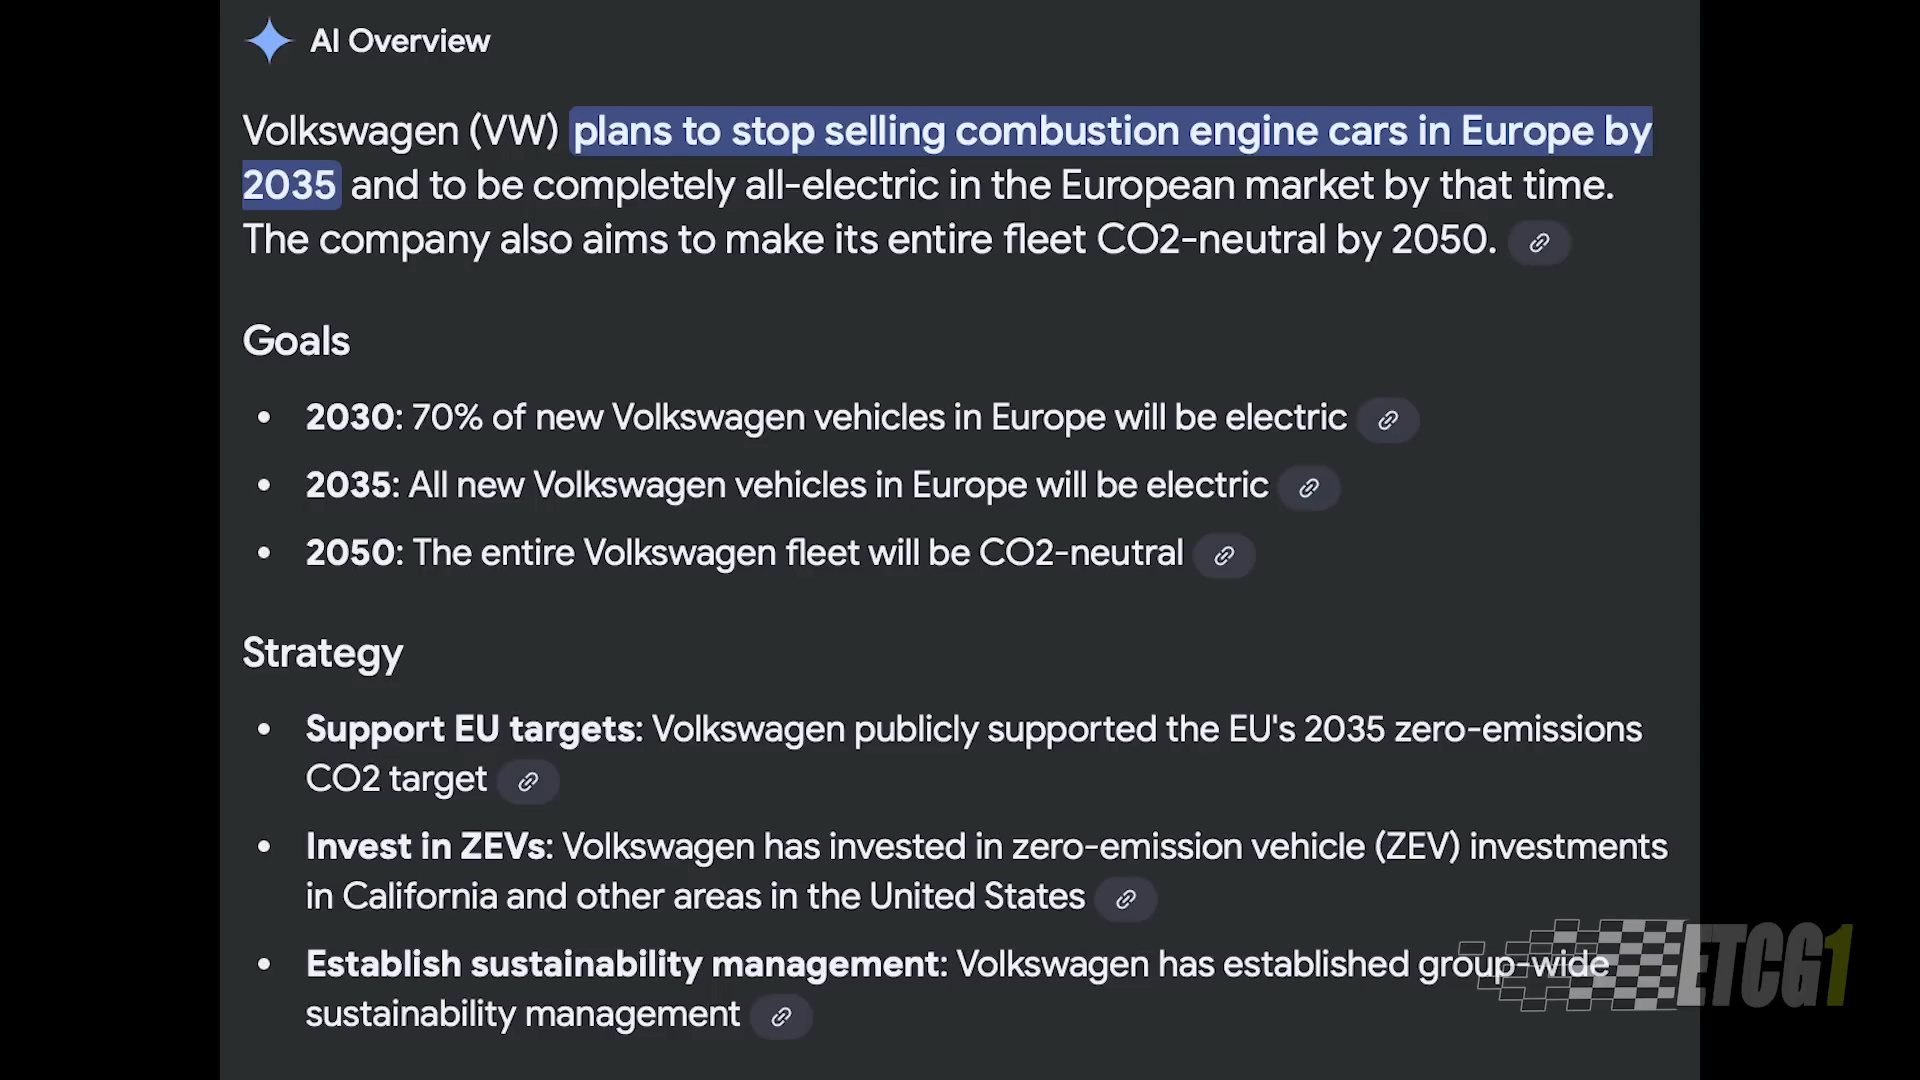 AI Overview
Volkswagen (VW) plans to stop selling combustion engine cars in Europe by
2035 and to be completely all-electric in the European market by that time.
The company also aims to make its entire fleet CO2-neutral by 2050.
Goals
• 2030: 70% of new Volkswagen vehicles in Europe will be electric
• 2035: All new Volkswagen vehicles in Europe will be electric
• 2050: The entire Volkswagen fleet will be CO2-neutral
Strategy
• Support EU targets: Volkswagen publicly supported the EU's 2035 zero-emissions
CO2 target
• Invest in ZEVs: Volkswagen has invested in zero-emission vehicle (ZEV) investments
in California and other areas in the United States
• Establish sustainability management: Volkswagen has established group-wide
sustainability management
ETCG1